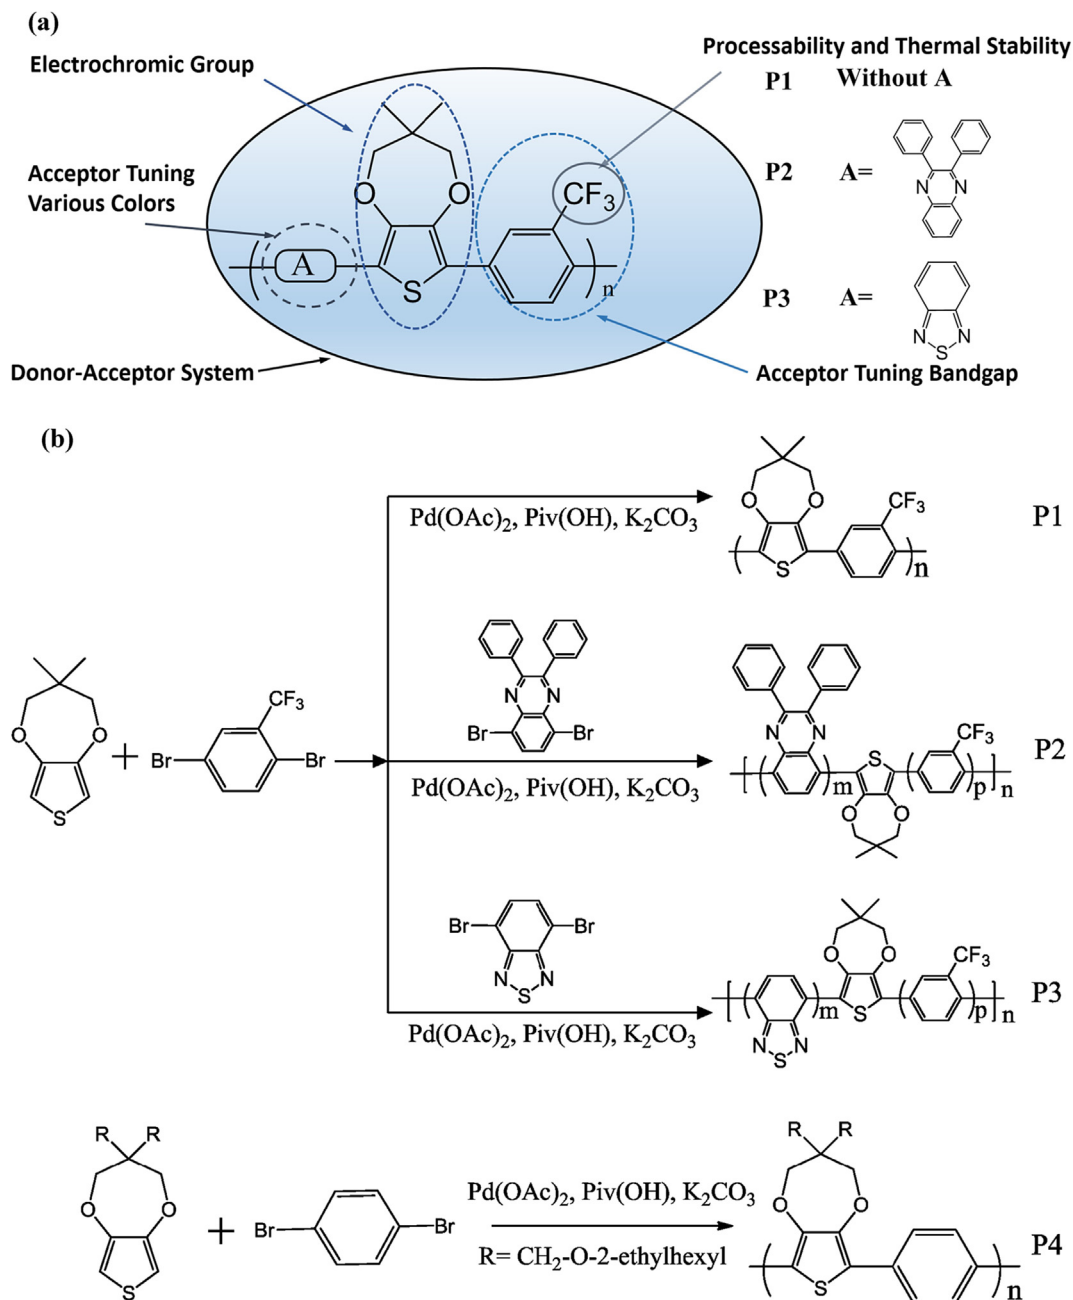 (a)
Processability and Thermal Stability
Electrochromic Group
P1 Without A
Acceptor Tuning
Various Colors
P2 A=
N N
O O
CF3
A
S
n
P3 A=
N N
S
Donor-Acceptor System
Acceptor Tuning Bandgap
(b)
O O
CF3
S
n
P1
Pd(OAc)2, Piv(OH), K2CO3
N N
Br Br
O O
S
+
CF3
Br Br
Pd(OAc)2, Piv(OH), K2CO3
N N
S
CF3
m
p
n
O O
P2
Br Br
N N
S
Pd(OAc)2, Piv(OH), K2CO3
O O
CF3
S
m
p
n
N N
S
P3
R R
O O
S
+
Br Br
Pd(OAc)2, Piv(OH), K2CO3
R= CH2-O-2-ethylhexyl
R R
O O
S
n
P4